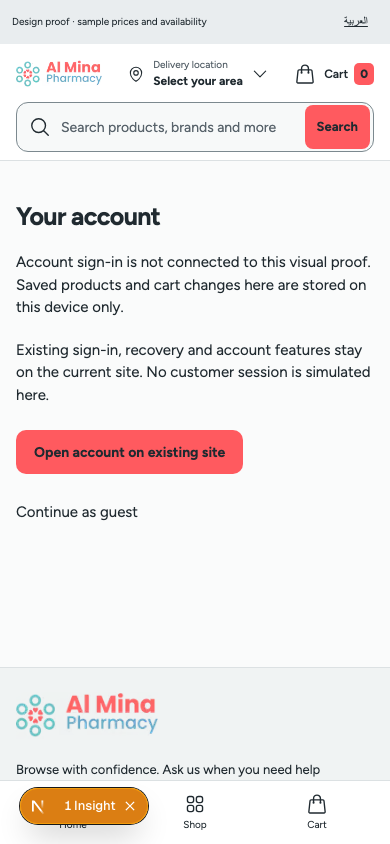 Design proof · sample prices and availability
العربية
Al Mina
Pharmacy
Delivery location
Select your area
Cart 0
Search products, brands and more
Search
Your account
Account sign-in is not connected to this visual proof.
Saved products and cart changes here are stored on
this device only.
Existing sign-in, recovery and account features stay
on the current site. No customer session is simulated
here.
Open account on existing site
Continue as guest
Al Mina
Pharmacy
Browse with confidence. Ask us when you need help
N 1 Insight
Home
Shop
Cart